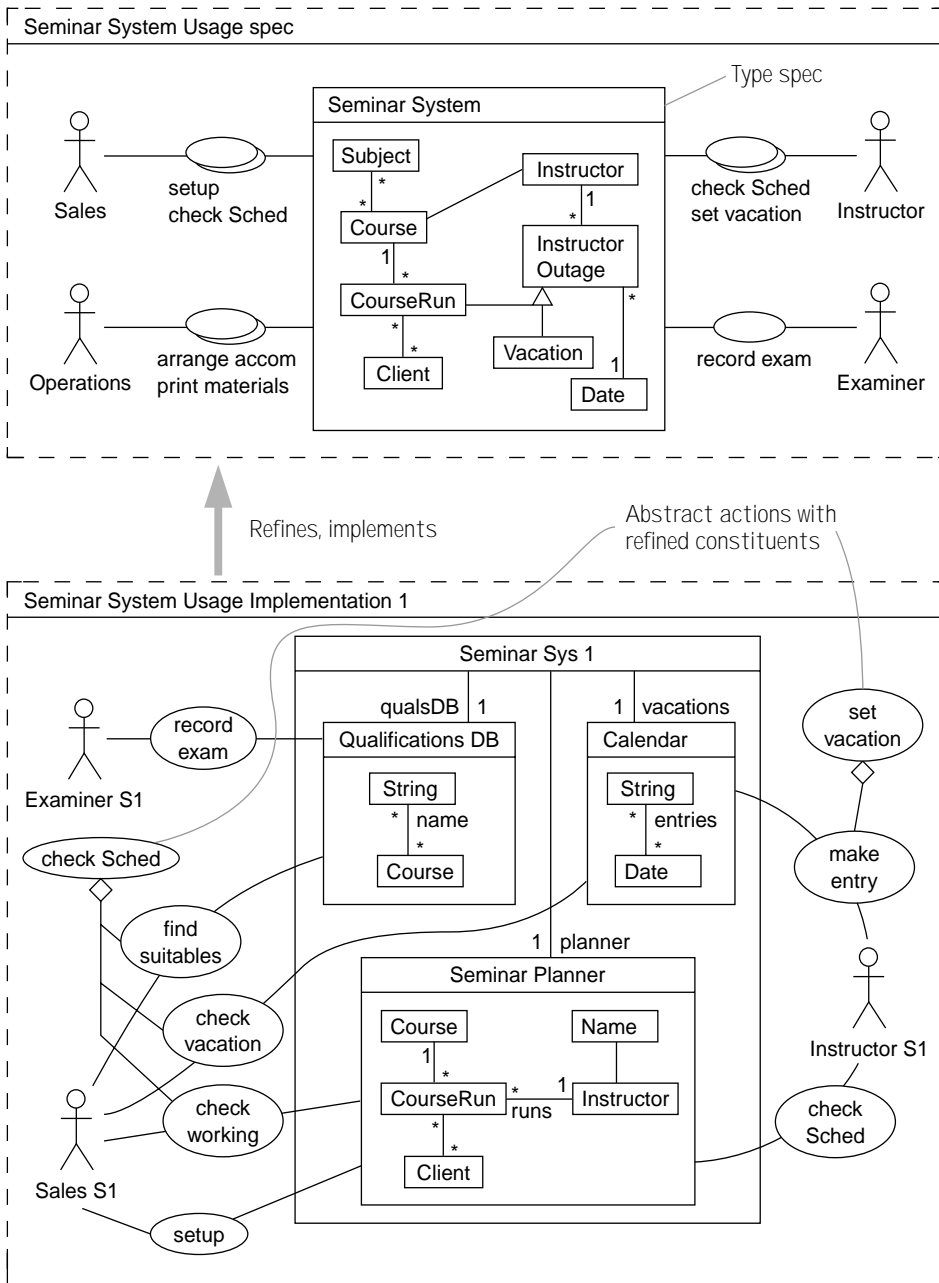 Seminar System Usage spec
Type spec
Seminar System
Sales
setup
check Sched
Subject
*
*
Course
1
*
CourseRun
*
*
Client
Instructor
1
*
Instructor
Outage
*
Vacation
1
Date
check Sched
set vacation
Instructor
Operations
arrange accom
print materials
record exam
Examiner
Refines, implements
Abstract actions with
refined constituents
Seminar System Usage Implementation 1
Seminar Sys 1
qualsDB 1
1 vacations
Examiner S1
record
exam
Qualifications DB
String
* name
*
Course
Calendar
String
* entries
*
Date
set
vacation
make
entry
check Sched
find
suitables
check
vacation
check
working
Sales S1
setup
1 planner
Seminar Planner
Course
1
*
CourseRun
* 1
runs
*
*
Client
Name
Instructor
Instructor S1
check
Sched